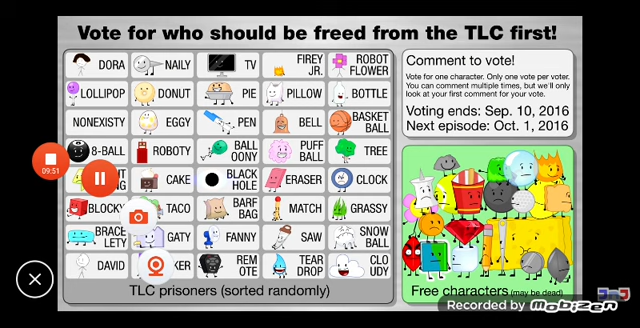 Vote for who should be freed from the TLC first!
DORA NAILY TV FIREY JR. ROBOT FLOWER
LOLLIPOP DONUT PIE PILLOW BOTTLE
NONEXISTY EGGY PEN BELL BASKET BALL
8-BALL ROBOTY BALL OONY PUFF BALL TREE
CAKE BLACK HOLE ERASER CLOCK
BLOCKY TACO BARF BAG MATCH GRASSY
BRACE LETY GATY FANNY SAW SNOW BALL
DAVID REM OTE TEAR DROP CLO UDY
TLC prisoners (sorted randomly)
Comment to vote!
Vote for one character. Only one vote per voter.
You can comment multiple times, but we'll only
look at your first comment for your vote.
Voting ends: Sep. 10, 2016
Next episode: Oct. 1, 2016
Free characters (may be dead)
09:51
Recorded by Mobizen